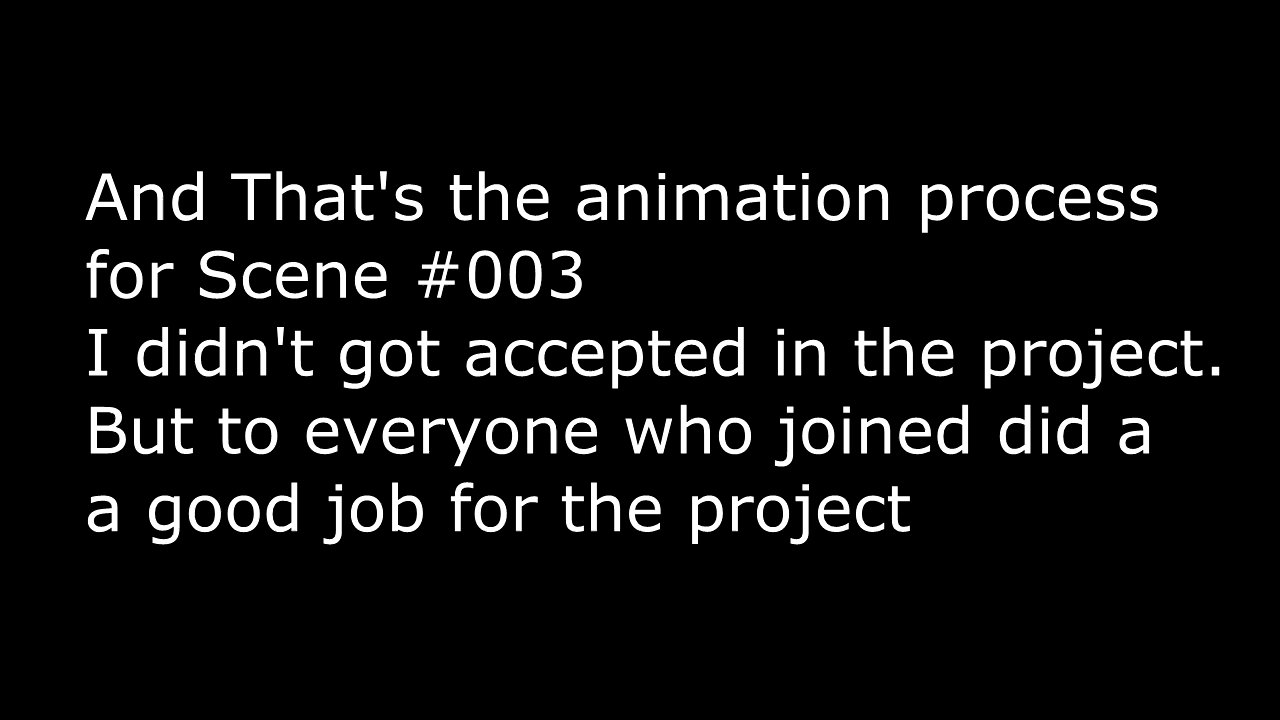 And That's the animation process
for Scene #003
I didn't got accepted in the project.
But to everyone who joined did a
a good job for the project